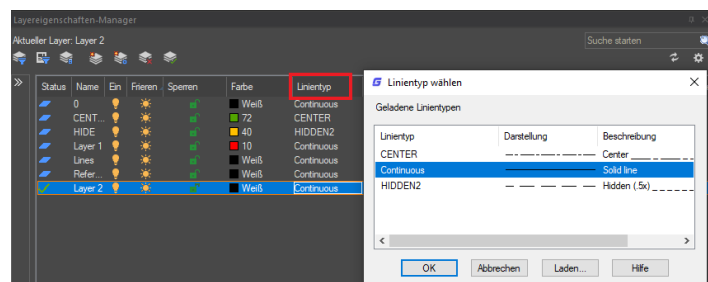 Layereigenschaften-Manager
Aktueller Layer: Layer 2
Suche starten
Status Name Ein Frieren Sperren Farbe Linientyp
0 Weiß Continuous
CENT... 72 CENTER
HIDE 40 HIDDEN2
Layer 1 10 Continuous
Lines Weiß Continuous
Refer... Weiß Continuous
Layer 2 Weiß Continuous
Linientyp wählen
Geladene Linientypen
Linientyp Darstellung Beschreibung
CENTER Center ____ _ _ _
Continuous Solid line
HIDDEN2 Hidden (.5x) _ _ _ _ _
OK Abbrechen Laden... Hilfe